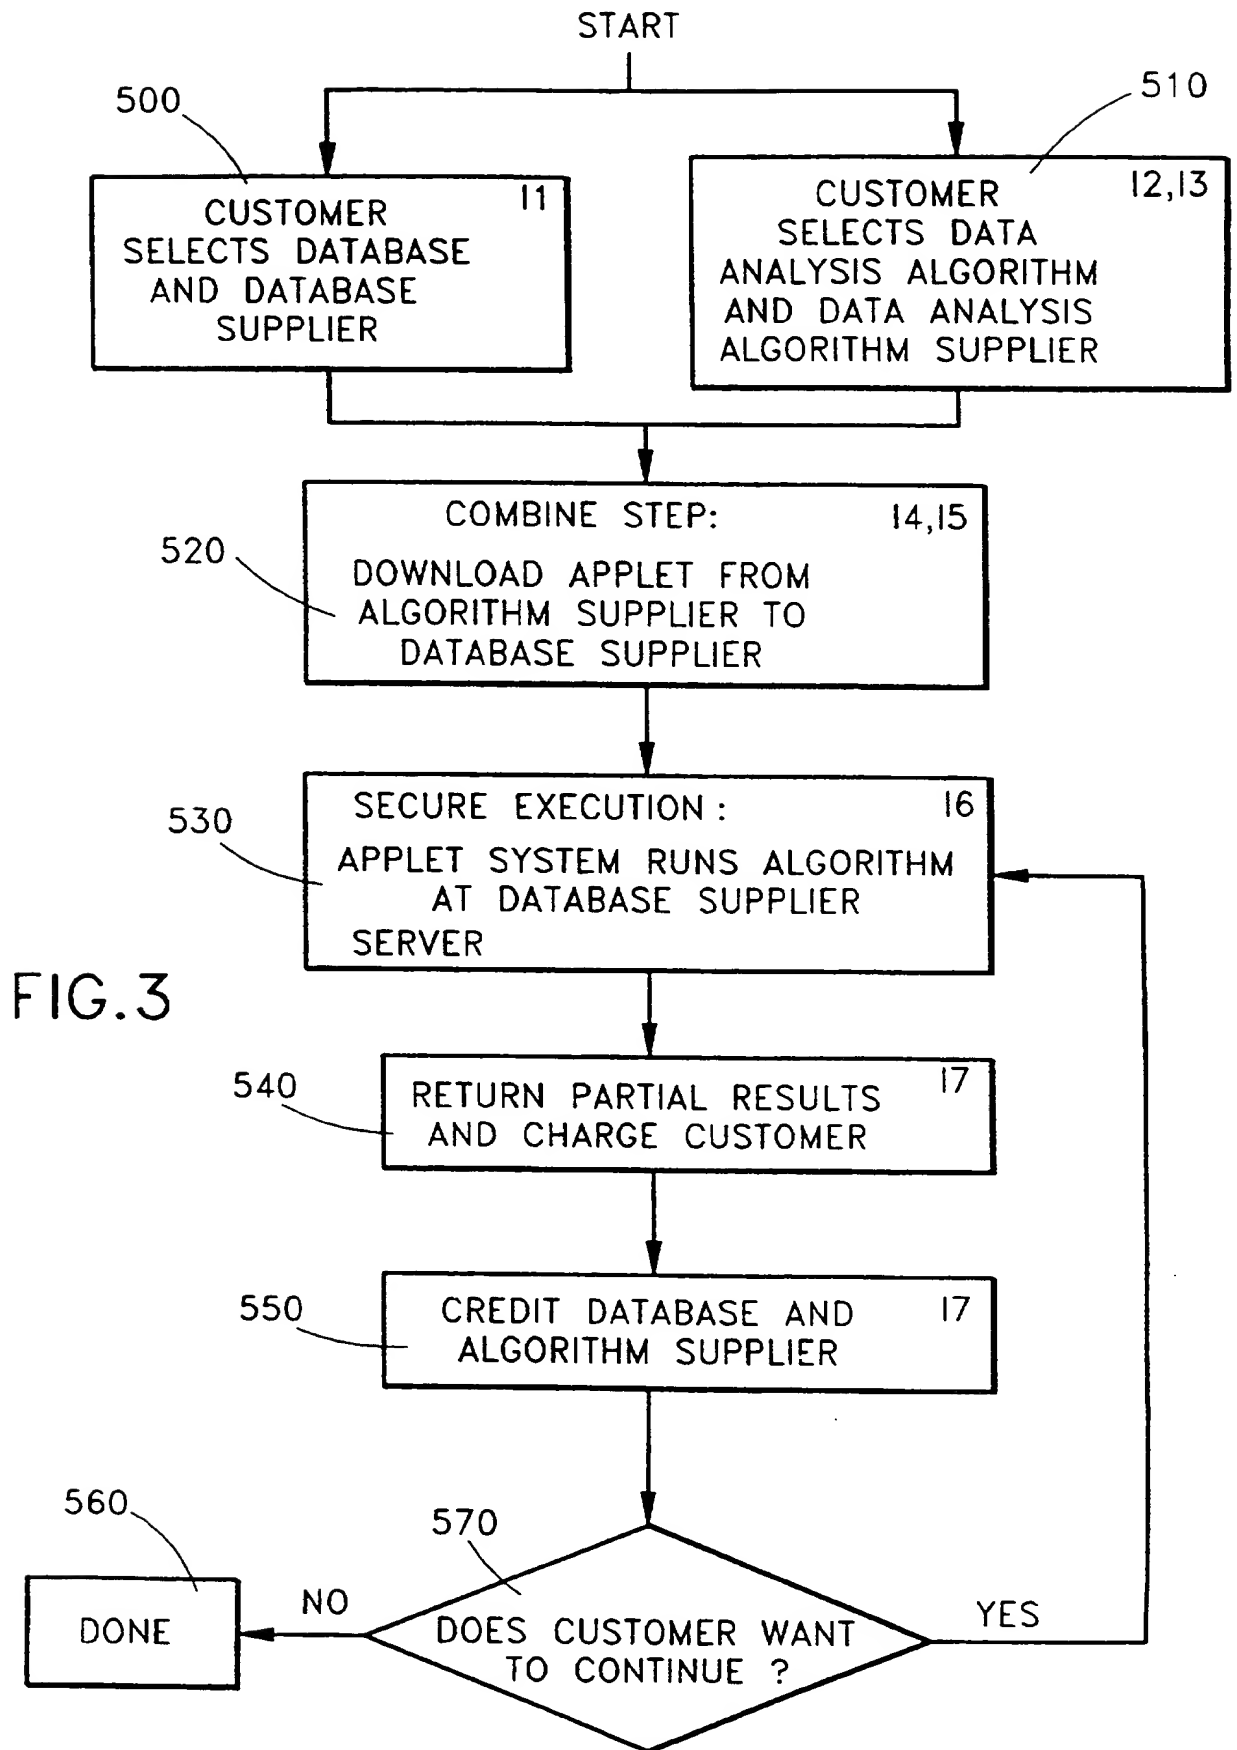 START
500
510
11
CUSTOMER
SELECTS DATABASE
AND DATABASE
SUPPLIER
12,13
CUSTOMER
SELECTS DATA
ANALYSIS ALGORITHM
AND DATA ANALYSIS
ALGORITHM SUPPLIER
520
COMBINE STEP:
14,15
DOWNLOAD APPLET FROM
ALGORITHM SUPPLIER TO
DATABASE SUPPLIER
530
SECURE EXECUTION:
16
APPLET SYSTEM RUNS ALGORITHM
AT DATABASE SUPPLIER
SERVER
FIG.3
540
17
RETURN PARTIAL RESULTS
AND CHARGE CUSTOMER
550
17
CREDIT DATABASE AND
ALGORITHM SUPPLIER
560
570
DONE
NO
DOES CUSTOMER WANT
TO CONTINUE ?
YES